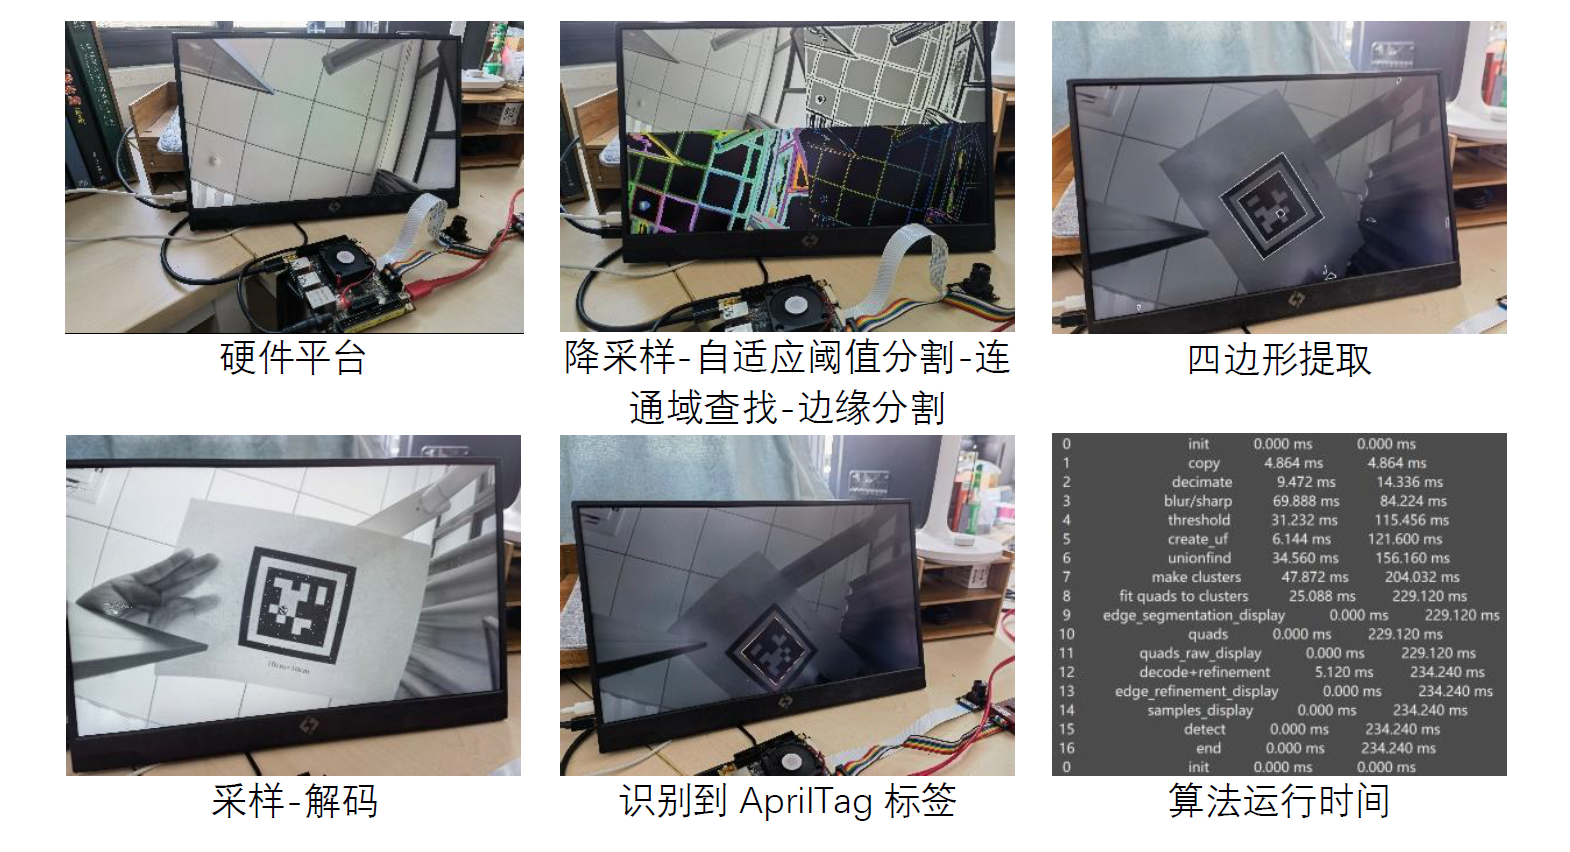 硬件平台
降采样-自适应阈值分割-连
通域查找-边缘分割
四边形提取
采样-解码
识别到 AprilTag 标签
0 init 0.000 ms 0.000 ms
1 copy 4.864 ms 4.864 ms
2 decimate 9.472 ms 14.336 ms
3 blur/sharp 69.888 ms 84.224 ms
4 threshold 31.232 ms 115.456 ms
5 create_uf 6.144 ms 121.600 ms
6 unionfind 34.560 ms 156.160 ms
7 make clusters 47.872 ms 204.032 ms
8 fit quads to clusters 25.088 ms 229.120 ms
9 edge_segmentation_display 0.000 ms 229.120 ms
10 quads 0.000 ms 229.120 ms
11 quads_raw_display 0.000 ms 229.120 ms
12 decode+refinement 5.120 ms 234.240 ms
13 edge_refinement_display 0.000 ms 234.240 ms
14 samples_display 0.000 ms 234.240 ms
15 detect 0.000 ms 234.240 ms
16 end 0.000 ms 234.240 ms
0 init 0.000 ms 0.000 ms
算法运行时间